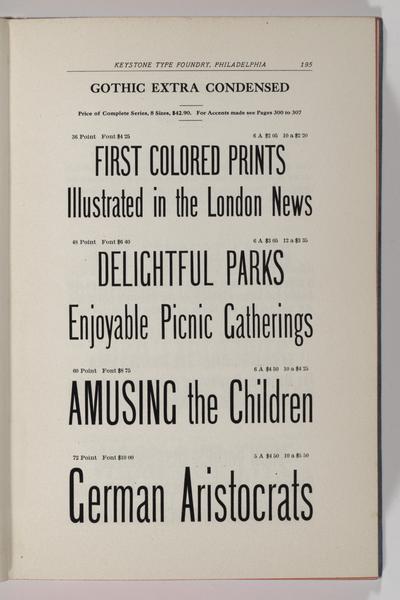 KEYSTONE TYPE FOUNDRY, PHILADELPHIA 195
GOTHIC EXTRA CONDENSED
Price of Complete Series, 8 Sizes, $42.90. For Accents made see Pages 300 to 307
36 Point Font $4 25 6 A $2 05 10 a $2 20
FIRST COLORED PRINTS
Illustrated in the London News
48 Point Font $6 40 6 A $3 05 12 a $3 35
DELIGHTFUL PARKS
Enjoyable Picnic Gatherings
60 Point Font $8 75 6 A $4 50 10 a $4 25
AMUSING the Children
72 Point Font $10 00 5 A $4 50 10 a $5 50
German Aristocrats